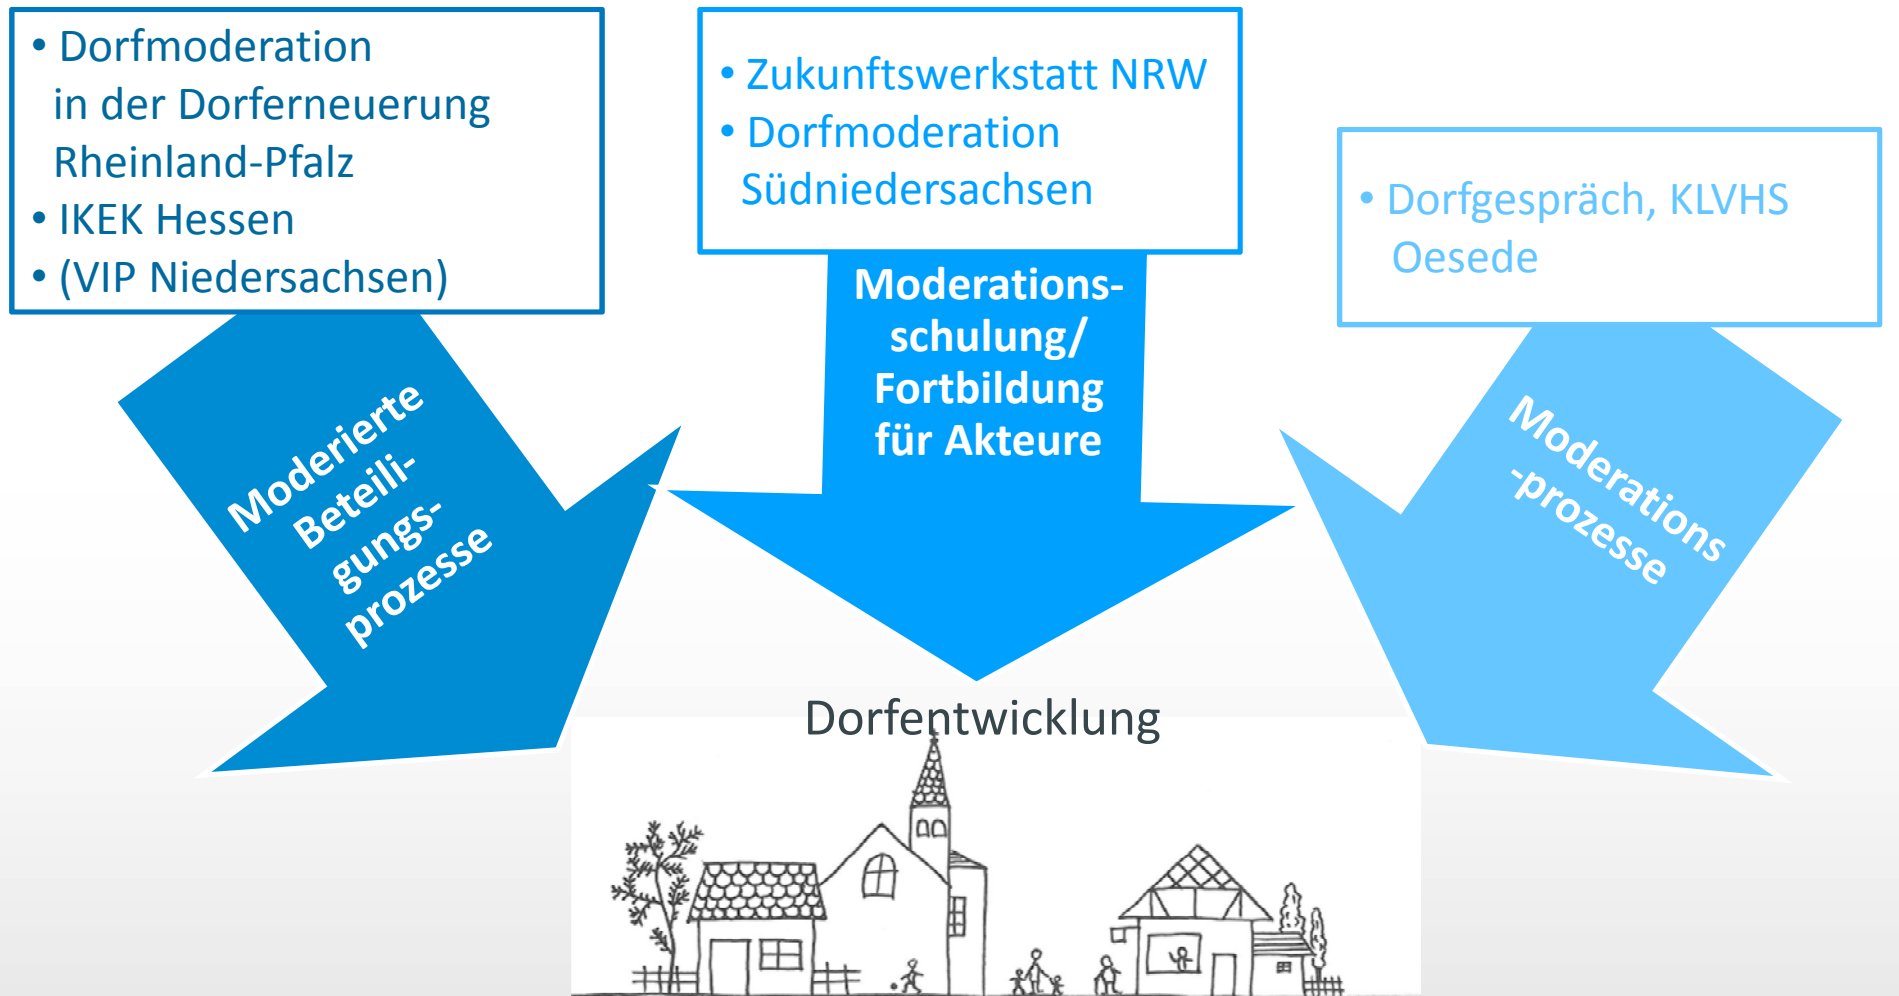 • Dorfmoderation
in der Dorferneuerung
Rheinland-Pfalz
• IKEK Hessen
• (VIP Niedersachsen)
Moderierte
Beteili-
gungs-
prozesse
• Zukunftswerkstatt NRW
• Dorfmoderation
Südniedersachsen
Moderations-
schulung/
Fortbildung
für Akteure
• Dorfgespräch, KLVHS
Oesede
Moderations
-prozesse
Dorfentwicklung